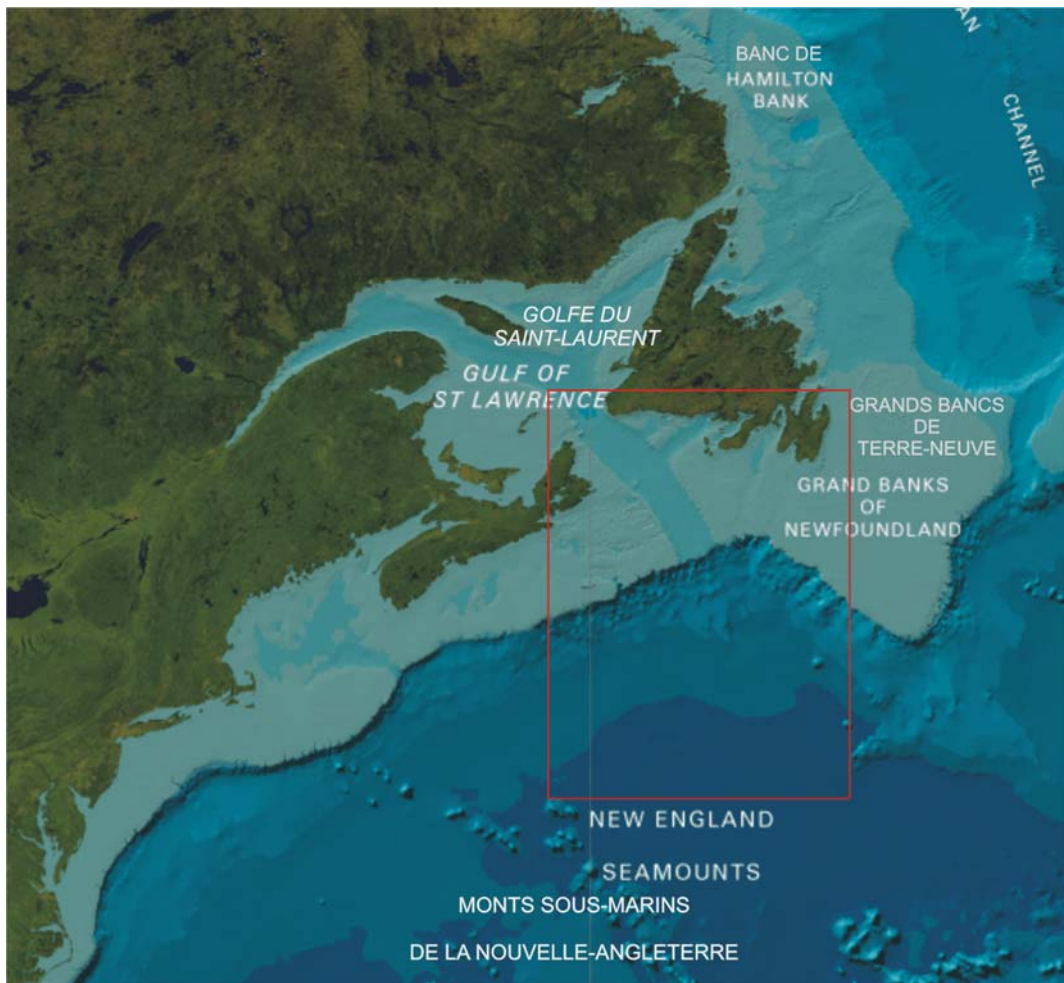 AN
CHANNEL
BANC DE
HAMILTON
BANK
GOLFE DU
SAINT-LAURENT
GULF OF
ST LAWRENCE
GRANDS BANCS
DE
TERRE-NEUVE
GRAND BANKS
OF
NEWFOUNDLAND
NEW ENGLAND
SEAMOUNTS
MONTS SOUS-MARINS
DE LA NOUVELLE-ANGLETERRE